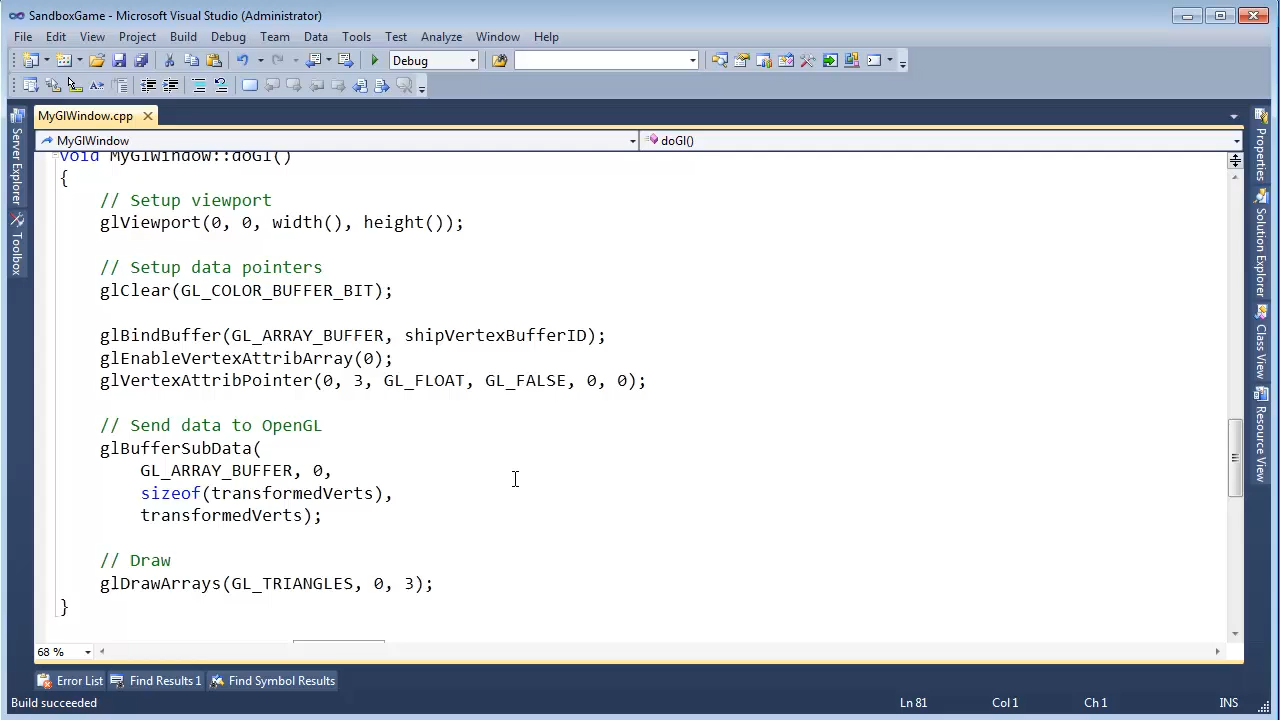 SandboxGame - Microsoft Visual Studio (Administrator)
File Edit View Project Build Debug Team Data Tools Test Analyze Window Help
Debug
MyGlWindow.cpp
MyGlWindow doGl()
void MyGlWindow::doGl()
{
// Setup viewport
glViewport(0, 0, width(), height());
// Setup data pointers
glClear(GL_COLOR_BUFFER_BIT);
glBindBuffer(GL_ARRAY_BUFFER, shipVertexBufferID);
glEnableVertexAttribArray(0);
glVertexAttribPointer(0, 3, GL_FLOAT, GL_FALSE, 0, 0);
// Send data to OpenGL
glBufferSubData(
GL_ARRAY_BUFFER, 0,
sizeof(transformedVerts),
transformedVerts);
// Draw
glDrawArrays(GL_TRIANGLES, 0, 3);
}
68 %
Server Explorer
Toolbox
Properties
Solution Explorer
Class View
Resource View
Error List Find Results 1 Find Symbol Results
Build succeeded Ln 81 Col 1 Ch 1 INS